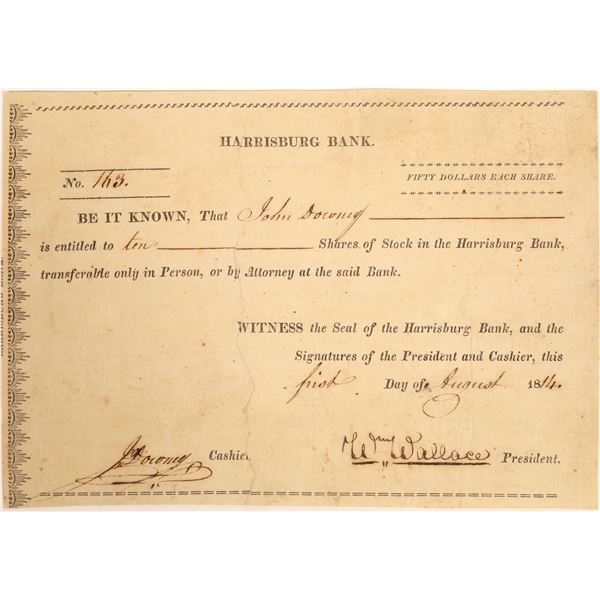 HARRISBURG BANK.
No. 163.
FIFTY DOLLARS EACH SHARE.
BE IT KNOWN, That John Downey
is entitled to ten Shares of Stock in the Harrisburg Bank,
transferable only in Person, or by Attorney at the said Bank.
WITNESS the Seal of the Harrisburg Bank, and the
Signatures of the President and Cashier, this
first Day of August 1814.
Jn Downey Cashier
Wm Wallace President.